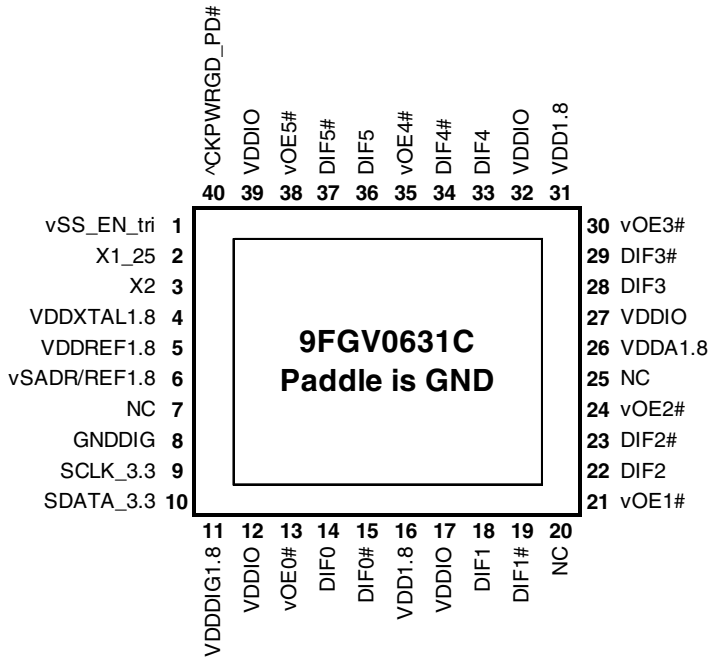 ^CKPWRGD_PD#
VDDIO
vOE5#
DIF5#
DIF5
vOE4#
DIF4#
DIF4
VDDIO
VDD1.8
40 39 38 37 36 35 34 33 32 31
vSS_EN_tri 1
X1_25 2
X2 3
VDDXTAL1.8 4
VDDREF1.8 5
vSADR/REF1.8 6
NC 7
GNDDIG 8
SCLK_3.3 9
SDATA_3.3 10
9FGV0631C
Paddle is GND
30 vOE3#
29 DIF3#
28 DIF3
27 VDDIO
26 VDDA1.8
25 NC
24 vOE2#
23 DIF2#
22 DIF2
21 vOE1#
11 12 13 14 15 16 17 18 19 20
VDDDIG1.8
VDDIO
vOE0#
DIF0
DIF0#
VDD1.8
VDDIO
DIF1
DIF1#
NC